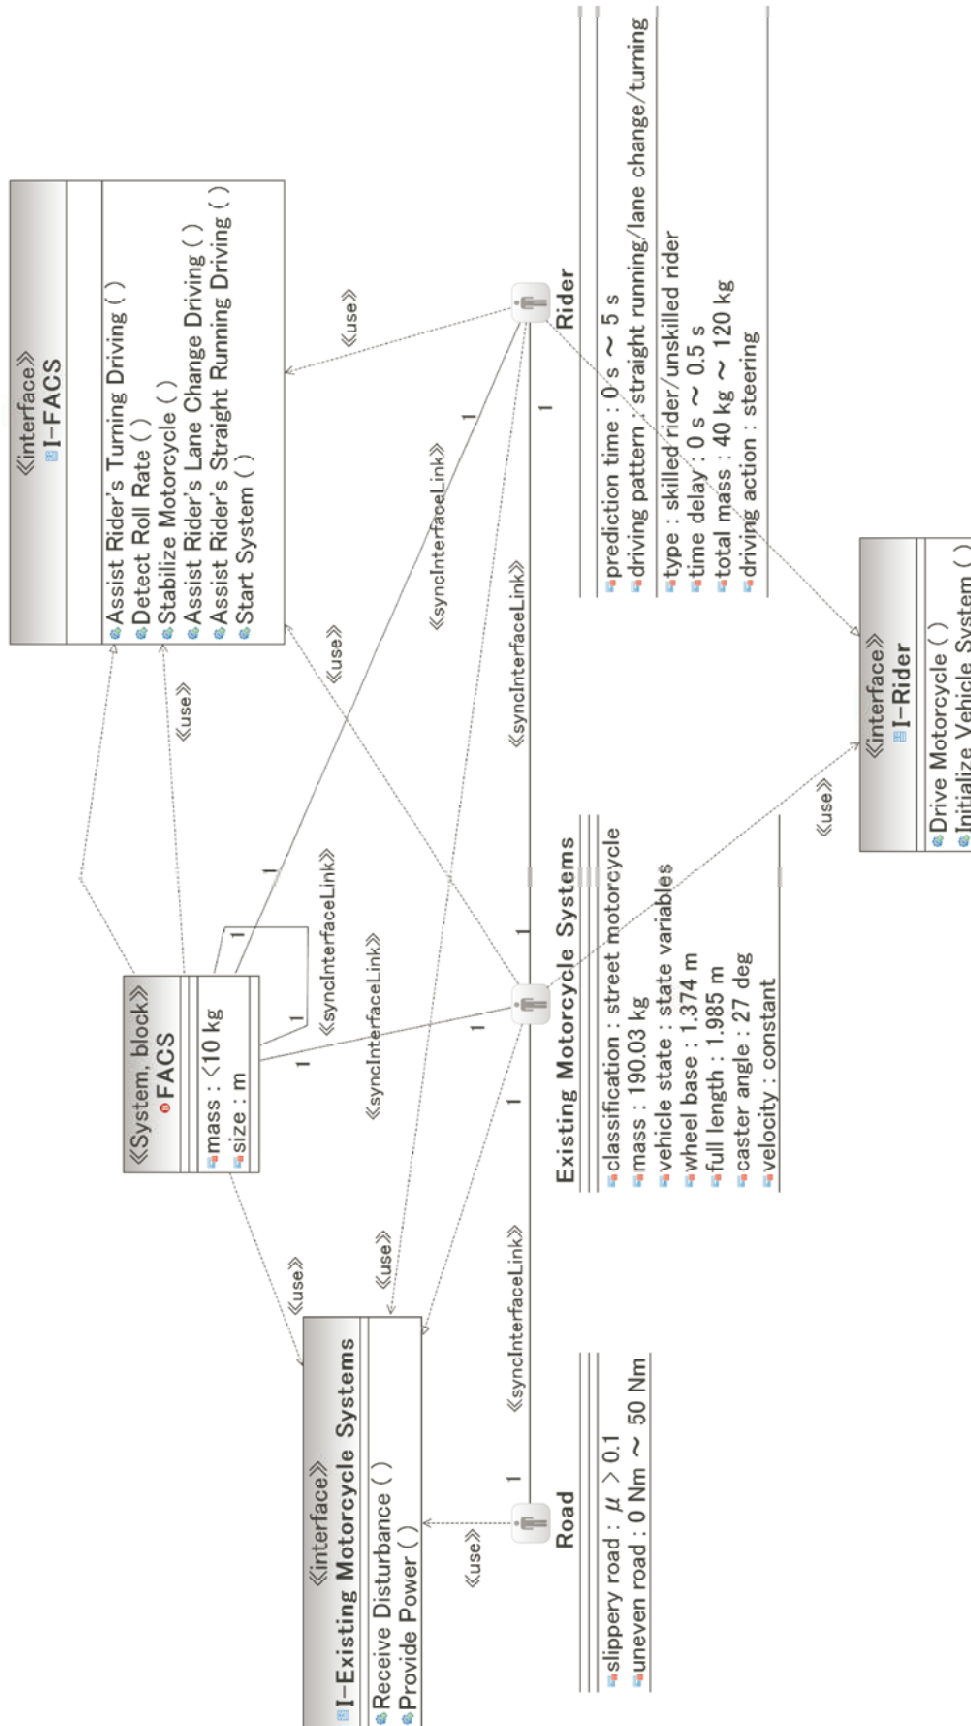 «interface»
I-FACS
Assist Rider's Turning Driving ( )
Detect Roll Rate ( )
Stabilize Motorcycle ( )
Assist Rider's Lane Change Driving ( )
Assist Rider's Straight Running Driving ( )
Start System ( )
«System, block»
FACS
mass : <10 kg
size : m
«interface»
I-Existing Motorcycle Systems
Receive Disturbance ( )
Provide Power ( )
«use»
«use»
«use»
«use»
«use»
«use»
«use»
«syncInterfaceLink»
«syncInterfaceLink»
«syncInterfaceLink»
«syncInterfaceLink»
«syncInterfaceLink»
1
1
1
1
1
1
1
1
1
1
Road
slippery road : μ > 0.1
uneven road : 0 Nm ~ 50 Nm
Existing Motorcycle Systems
classification : street motorcycle
mass : 190.03 kg
vehicle state : state variables
wheel base : 1.374 m
full length : 1.985 m
caster angle : 27 deg
velocity : constant
Rider
prediction time : 0 s ~ 5 s
driving pattern : straight running/lane change/turning
type : skilled rider/unskilled rider
time delay : 0 s ~ 0.5 s
total mass : 40 kg ~ 120 kg
driving action : steering
«interface»
I-Rider
Drive Motorcycle ( )
Initialize Vehicle System ( )